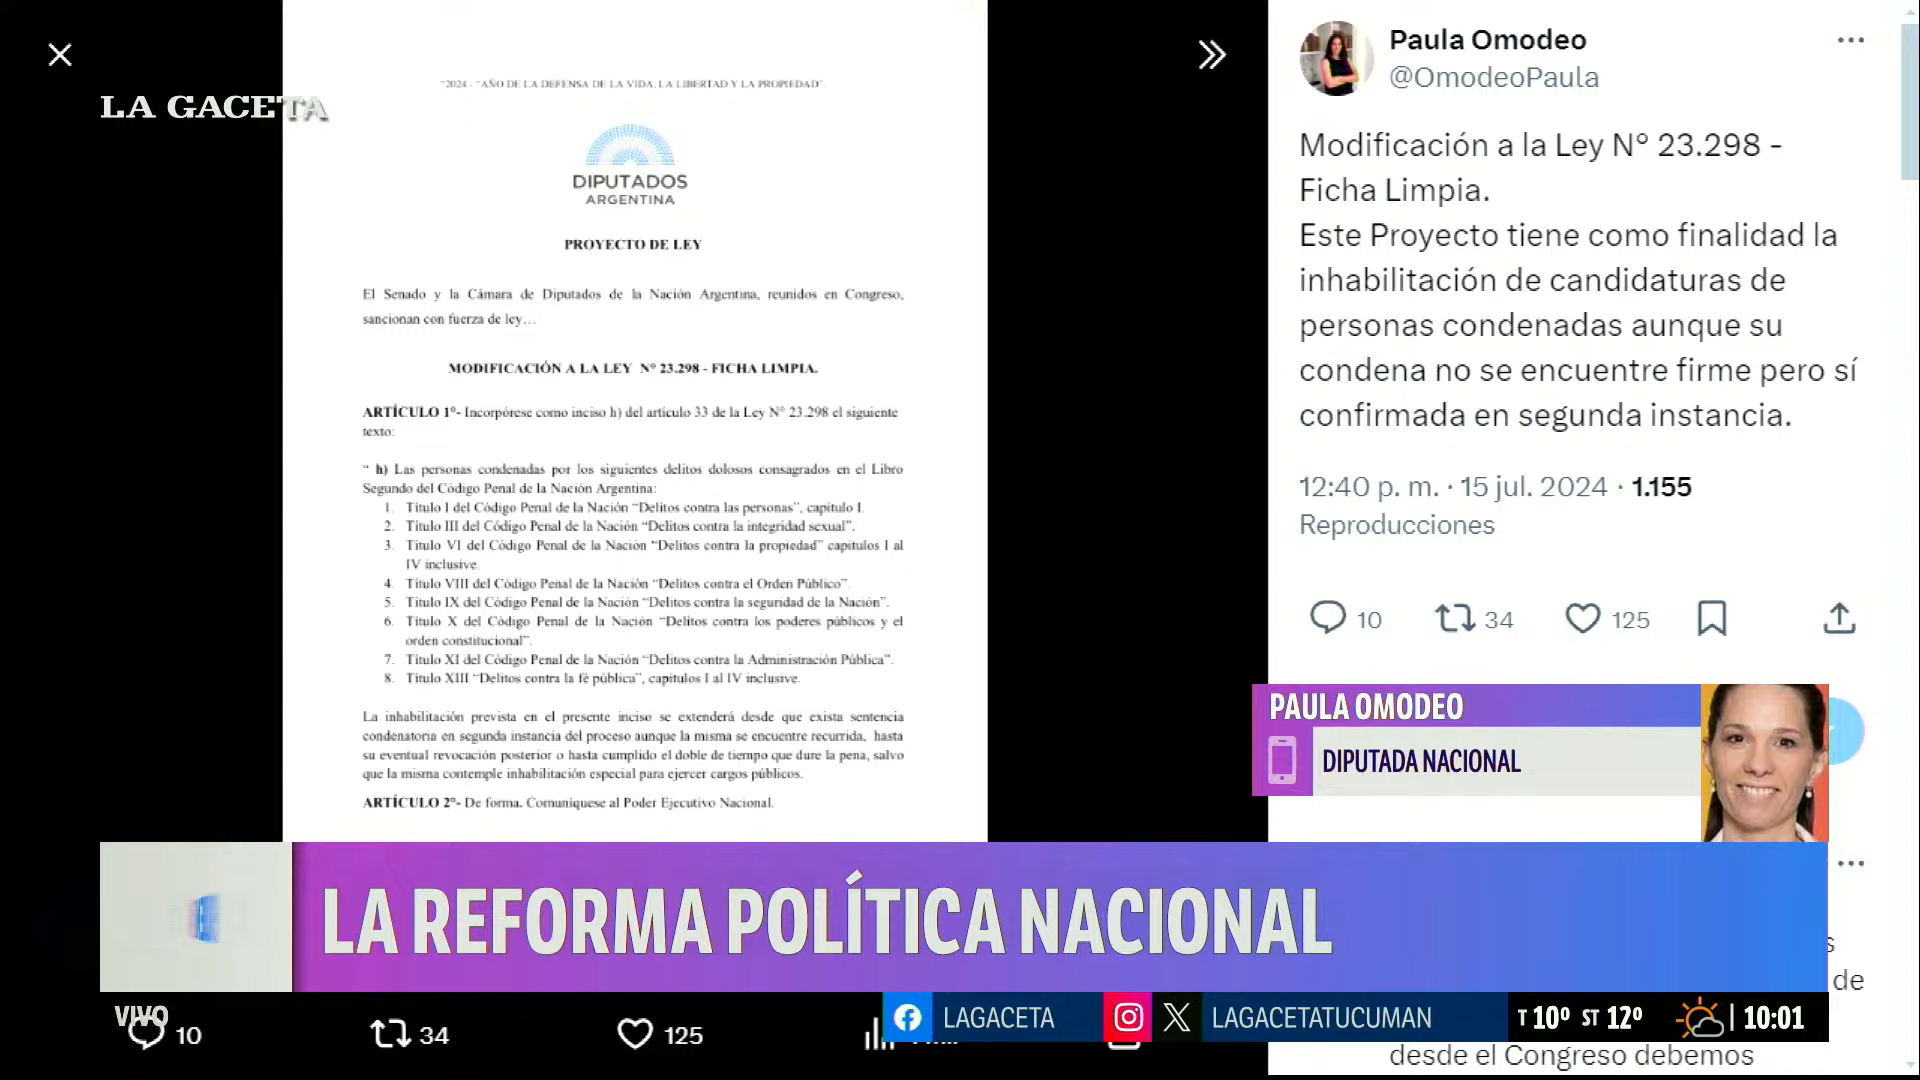 LA GACETA
"2024 - "AÑO DE LA DEFENSA DE LA VIDA, LA LIBERTAD Y LA PROPIEDAD"
DIPUTADOS
ARGENTINA
PROYECTO DE LEY
El Senado y la Cámara de Diputados de la Nación Argentina, reunidos en Congreso,
sancionan con fuerza de ley…
MODIFICACIÓN A LA LEY N° 23.298 - FICHA LIMPIA.
ARTÍCULO 1°- Incorpórese como inciso h) del artículo 33 de la Ley N° 23.298 el siguiente
texto:
" h) Las personas condenadas por los siguientes delitos dolosos consagrados en el Libro
Segundo del Código Penal de la Nación Argentina:
1. Título I del Código Penal de la Nación "Delitos contra las personas", capítulo I.
2. Título III del Código Penal de la Nación "Delitos contra la integridad sexual".
3. Título VI del Código Penal de la Nación "Delitos contra la propiedad" capítulos I al
IV inclusive.
4. Título VIII del Código Penal de la Nación "Delitos contra el Orden Público".
5. Título IX del Código Penal de la Nación "Delitos contra la seguridad de la Nación".
6. Título X del Código Penal de la Nación "Delitos contra los poderes públicos y el
orden constitucional".
7. Título XI del Código Penal de la Nación "Delitos contra la Administración Pública".
8. Título XIII "Delitos contra la fe pública", capítulos I al IV inclusive.
La inhabilitación prevista en el presente inciso se extenderá desde que exista sentencia
condenatoria en segunda instancia del proceso aunque la misma se encuentre recurrida, hasta
su eventual revocación posterior o hasta cumplido el doble de tiempo que dure la pena, salvo
que la misma contemple inhabilitación especial para ejercer cargos públicos.
ARTÍCULO 2°- De forma. Comuníquese al Poder Ejecutivo Nacional.
Paula Omodeo
@OmodeoPaula
Modificación a la Ley N° 23.298 -
Ficha Limpia.
Este Proyecto tiene como finalidad la
inhabilitación de candidaturas de
personas condenadas aunque su
condena no se encuentre firme pero sí
confirmada en segunda instancia.
12:40 p. m. · 15 jul. 2024 · 1.155
Reproducciones
10 34 125
PAULA OMODEO
DIPUTADA NACIONAL
LA REFORMA POLÍTICA NACIONAL
s
de
VIVO
10 34 125
LAGACETA LAGACETATUCUMAN T 10º ST 12º 10:01
desde el Congreso debemos